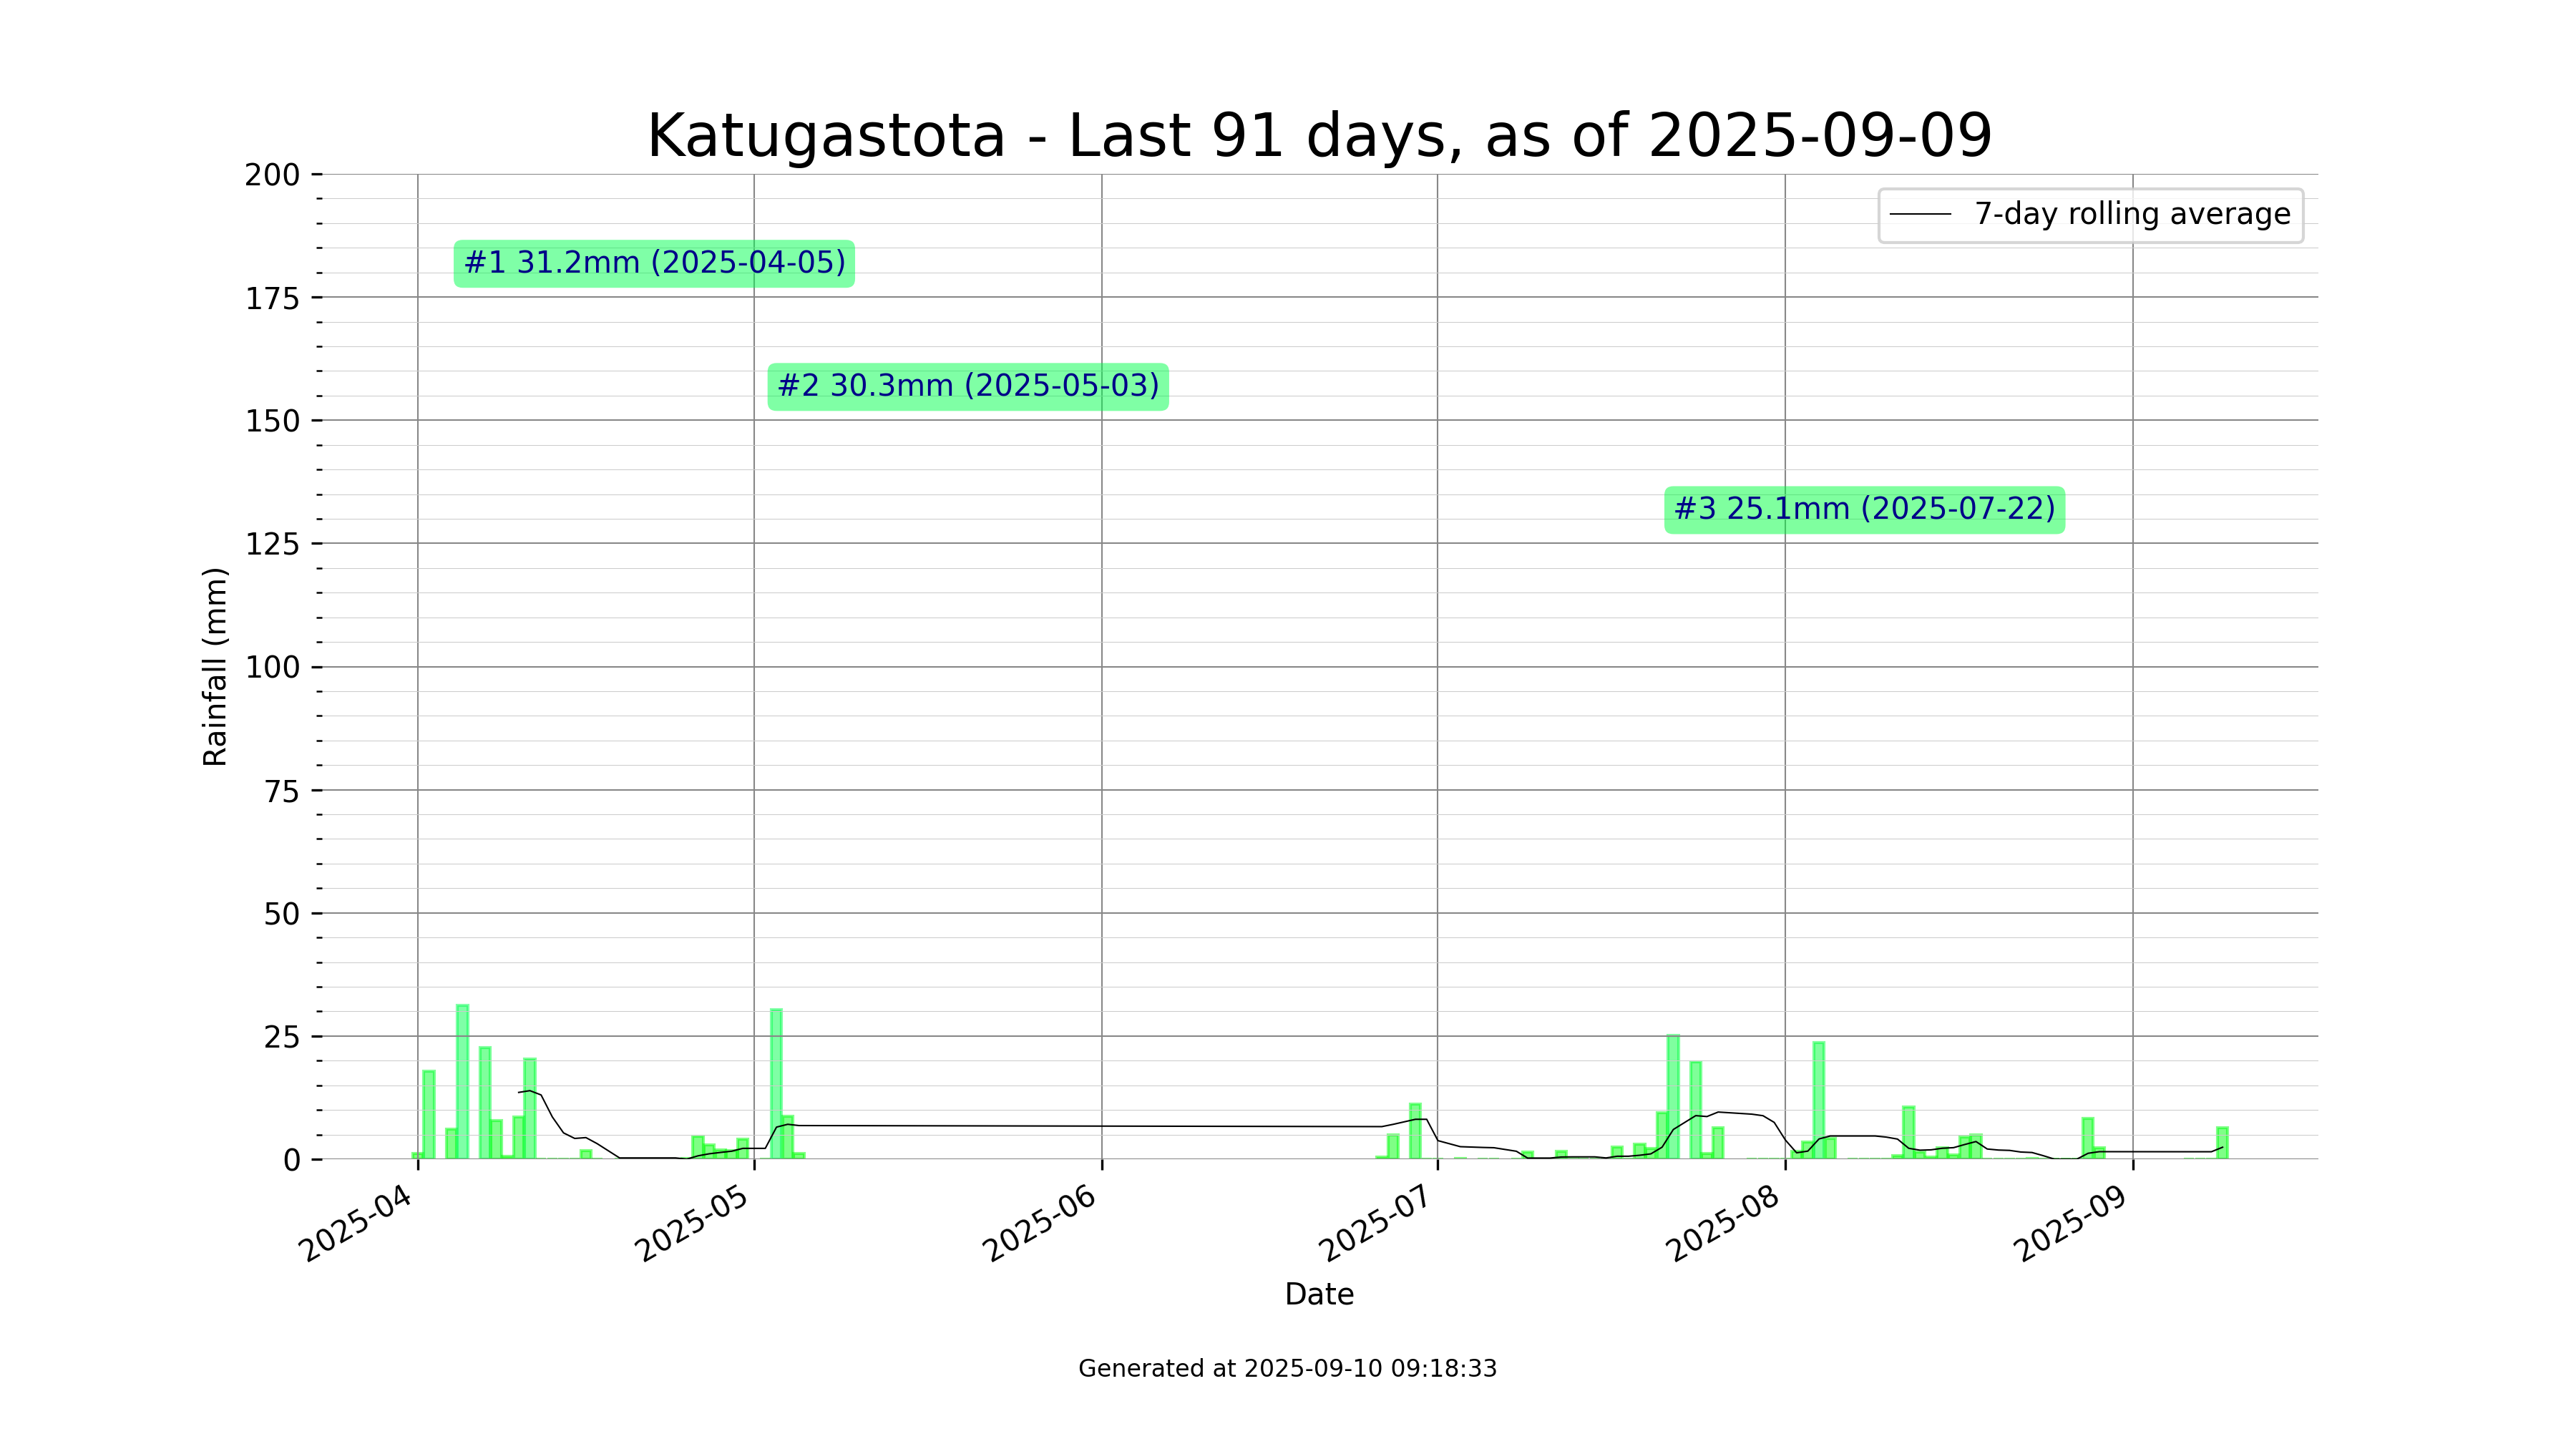 Katugastota - Last 91 days, as of 2025-09-09
200
175
150
125
100
75
50
25
0
Rainfall (mm)
7-day rolling average
#1 31.2mm (2025-04-05)
#2 30.3mm (2025-05-03)
#3 25.1mm (2025-07-22)
2025-04
2025-05
2025-06
2025-07
2025-08
2025-09
Date
Generated at 2025-09-10 09:18:33